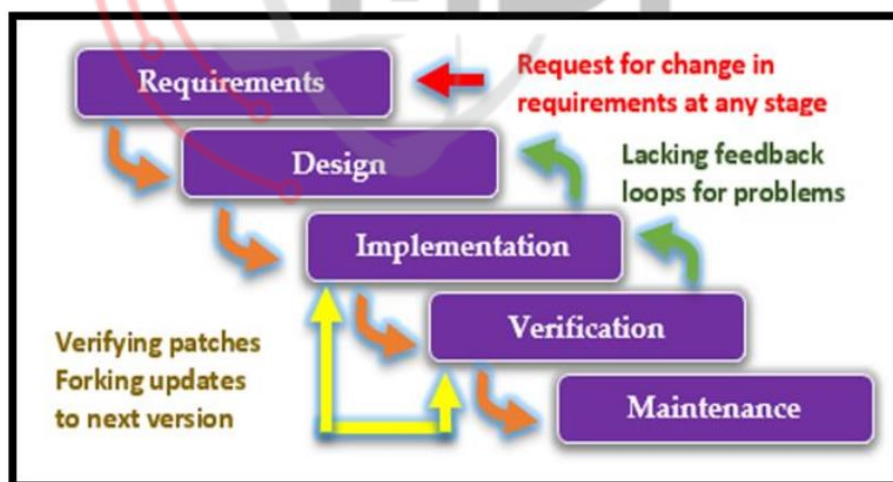 Requirements
Request for change in
requirements at any stage
Design
Lacking feedback
loops for problems
Implementation
Verification
Verifying patches
Forking updates
to next version
Maintenance